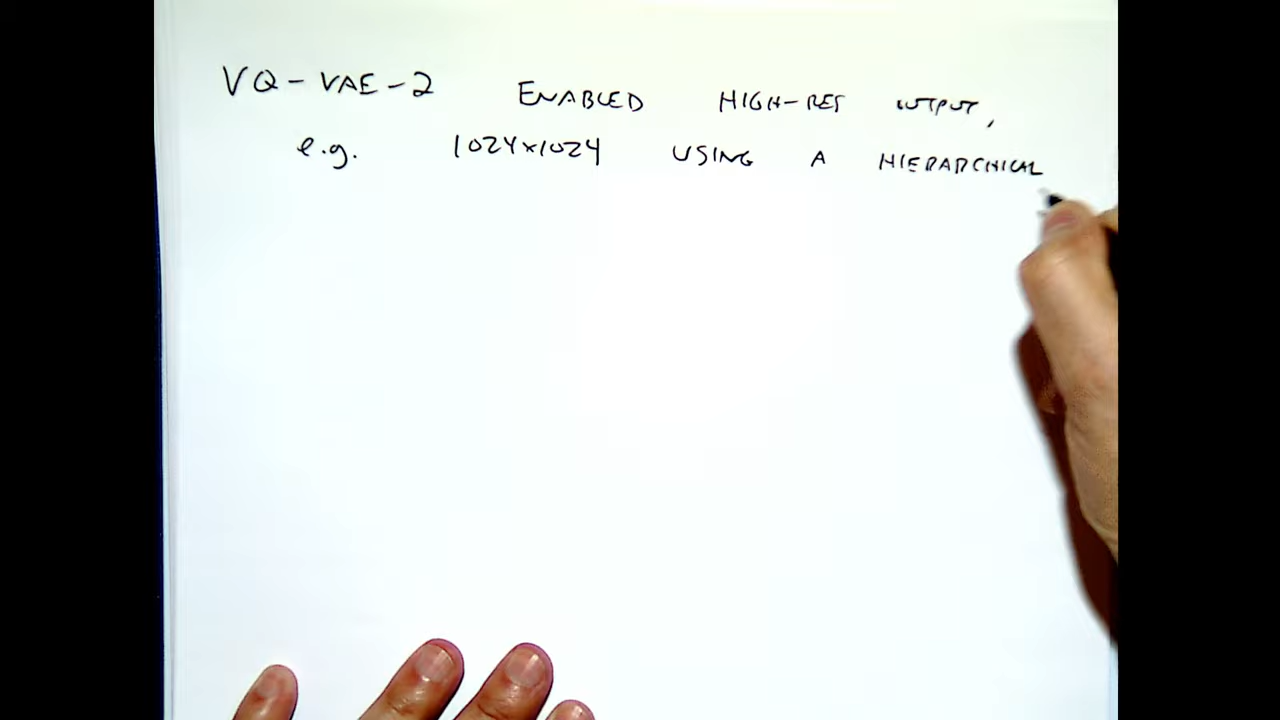 VQ-VAE-2 ENABLED HIGH-RES OUTPUT,
e.g. 1024x1024 USING A HIERARCHICAL